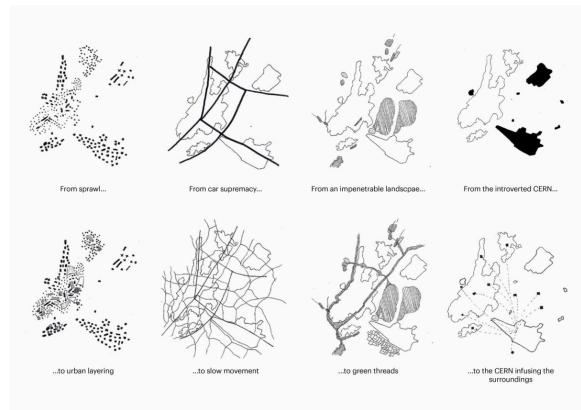 From sprawl...
From car supremacy...
From an impenetrable landscpae...
From the introverted CERN...
...to urban layering
...to slow movement
...to green threads
...to the CERN infusing the
surroundings